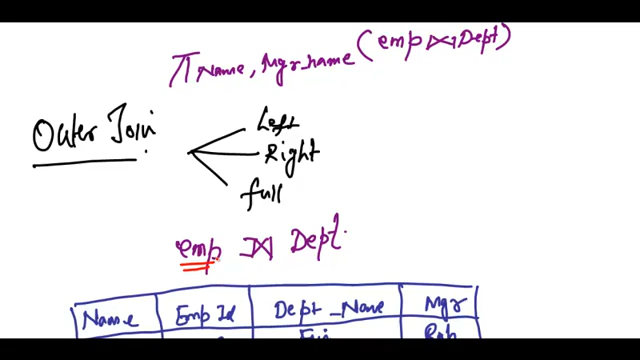 π Name, Mgr_name (emp ⋈ Dept)
Outer Join
Left
Right
full
emp ⟕ Dept
Name Emp Id Dept_Name Mgr